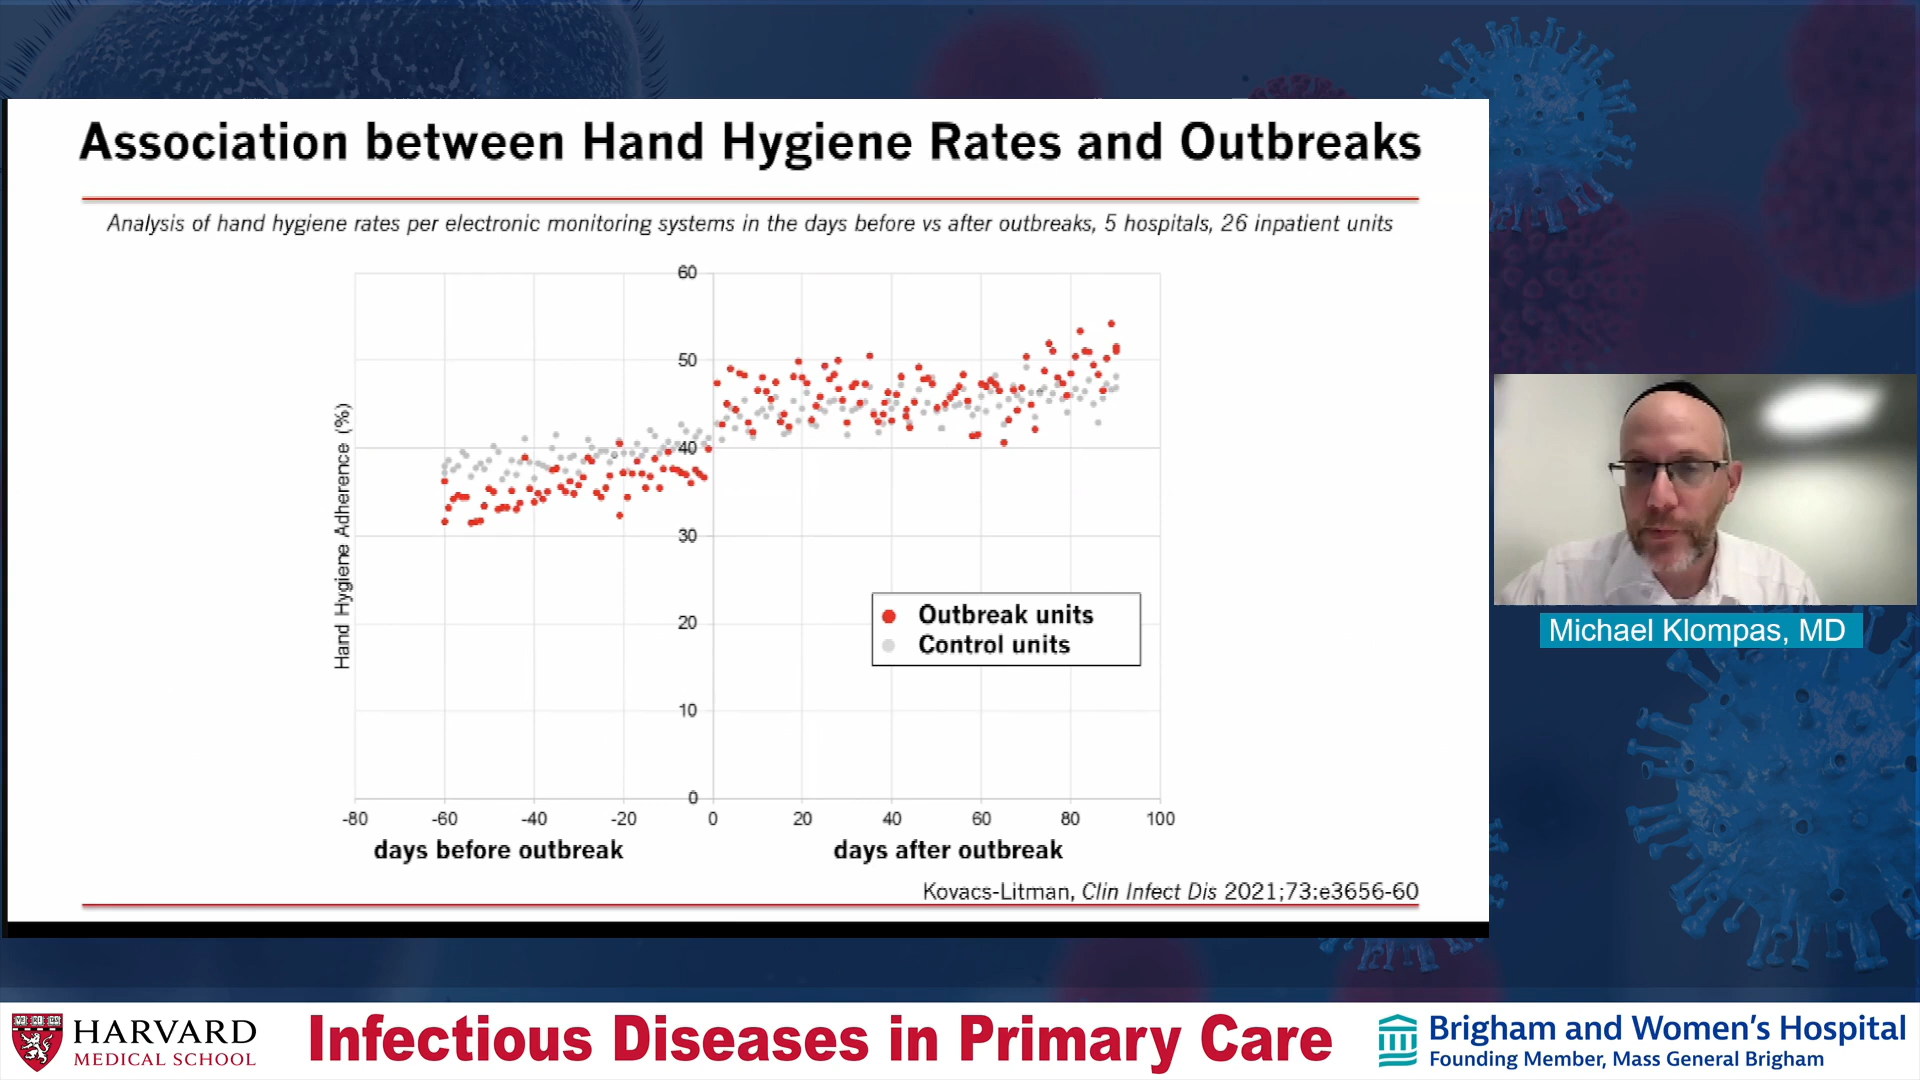 Association between Hand Hygiene Rates and Outbreaks
Analysis of hand hygiene rates per electronic monitoring systems in the days before vs after outbreaks, 5 hospitals, 26 inpatient units
60
50
40
30
20
10
0
Hand Hygiene Adherence (%)
Outbreak units
Control units
-80 -60 -40 -20 0 20 40 60 80 100
days before outbreak days after outbreak
Kovacs-Litman, Clin Infect Dis 2021;73:e3656-60
Michael Klompas, MD
HARVARD
MEDICAL SCHOOL
Infectious Diseases in Primary Care
Brigham and Women's Hospital
Founding Member, Mass General Brigham